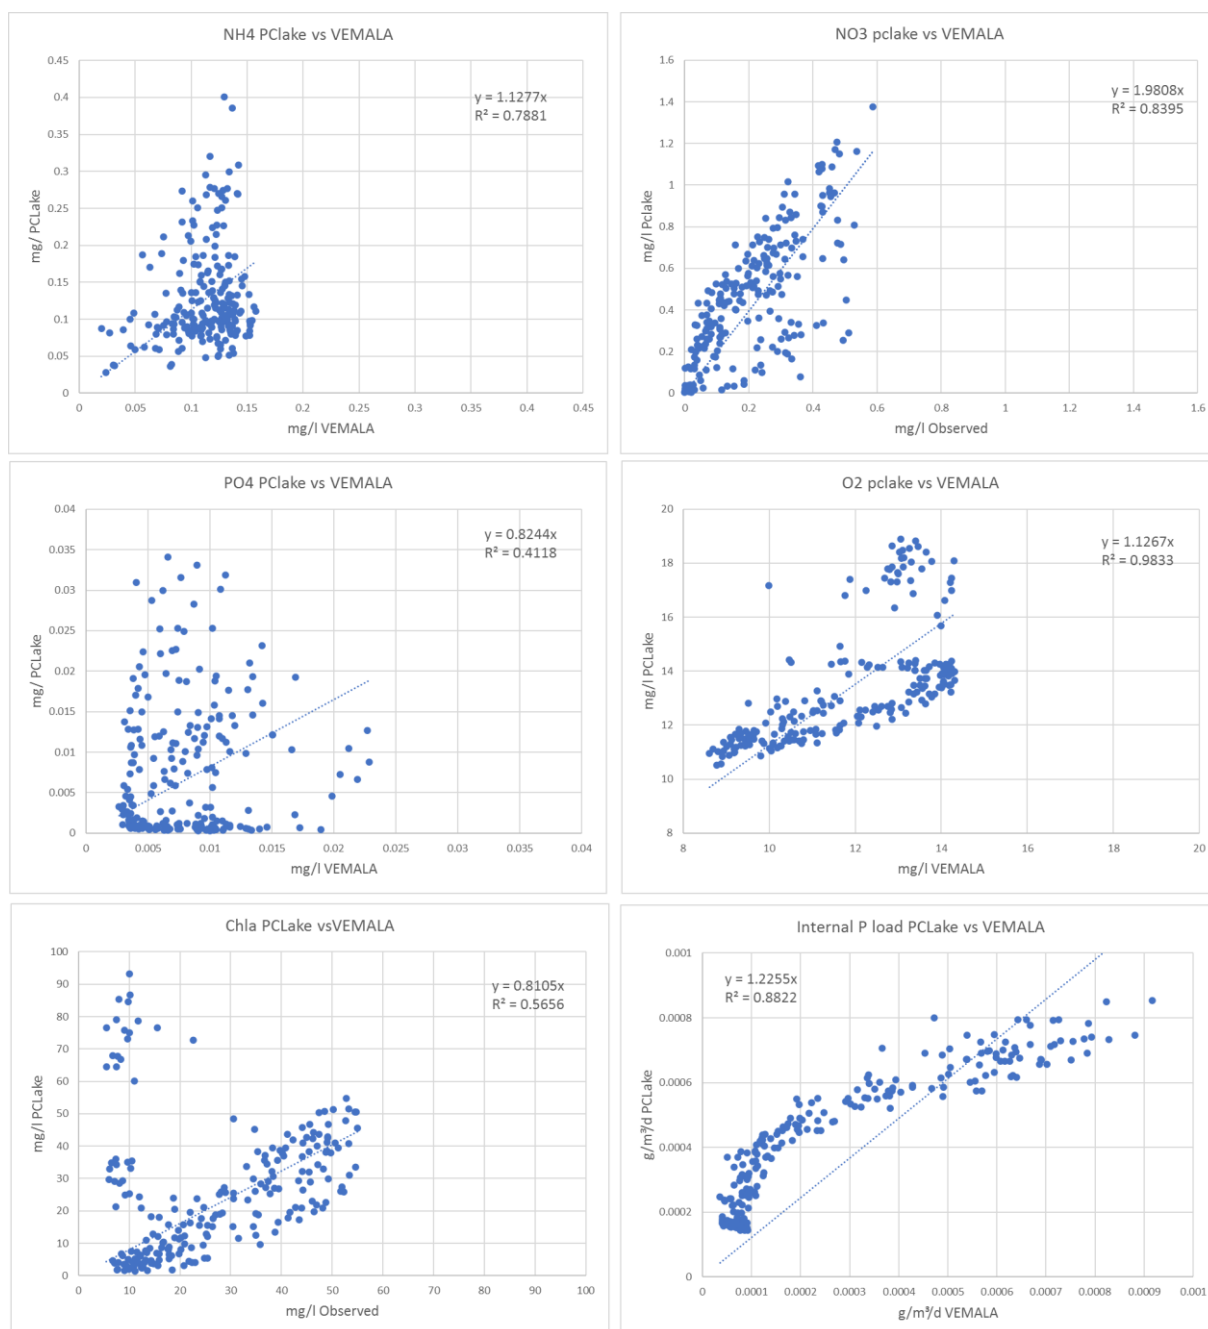 NH4 PClake vs VEMALA
y = 1.1277x
R² = 0.7881
mg/ PCLake
0.45
0.4
0.35
0.3
0.25
0.2
0.15
0.1
0.05
0
0 0.05 0.1 0.15 0.2 0.25 0.3 0.35 0.4 0.45
mg/l VEMALA
NO3 pclake vs VEMALA
y = 1.9808x
R² = 0.8395
mg/l Pclake
1.6
1.4
1.2
1
0.8
0.6
0.4
0.2
0
0 0.2 0.4 0.6 0.8 1 1.2 1.4 1.6
mg/l Observed
PO4 PClake vs VEMALA
y = 0.8244x
R² = 0.4118
mg/ PCLake
0.04
0.035
0.03
0.025
0.02
0.015
0.01
0.005
0
0 0.005 0.01 0.015 0.02 0.025 0.03 0.035 0.04
mg/l VEMALA
O2 pclake vs VEMALA
y = 1.1267x
R² = 0.9833
mg/l Pclake
20
18
16
14
12
10
8
8 10 12 14 16 18 20
mg/l VEMALA
Chla PCLake vsVEMALA
y = 0.8105x
R² = 0.5656
mg/l PCLake
100
90
80
70
60
50
40
30
20
10
0
0 10 20 30 40 50 60 70 80 90 100
mg/l Observed
Internal P load PCLake vs VEMALA
y = 1.2255x
R² = 0.8822
g/m³/d PCLake
0.001
0.0008
0.0006
0.0004
0.0002
0
0 0.0001 0.0002 0.0003 0.0004 0.0005 0.0006 0.0007 0.0008 0.0009 0.001
g/m³/d VEMALA